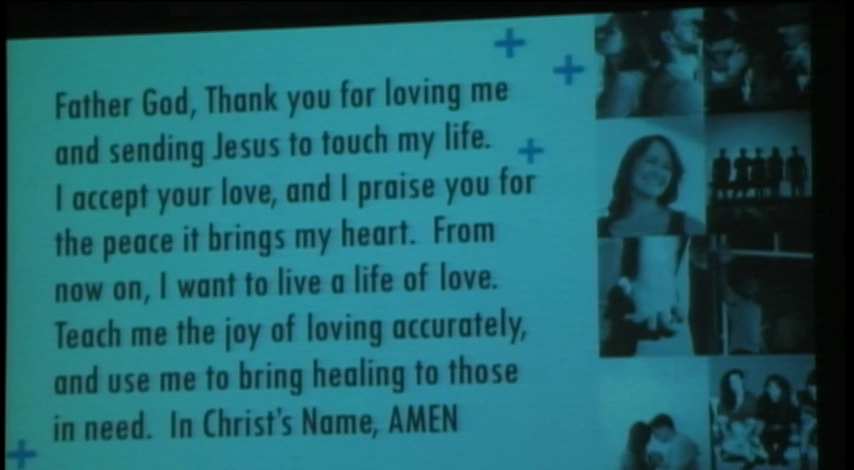 Father God, Thank you for loving me
and sending Jesus to touch my life.
I accept your love, and I praise you for
the peace it brings my heart. From
now on, I want to live a life of love.
Teach me the joy of loving accurately,
and use me to bring healing to those
in need. In Christ's Name, AMEN